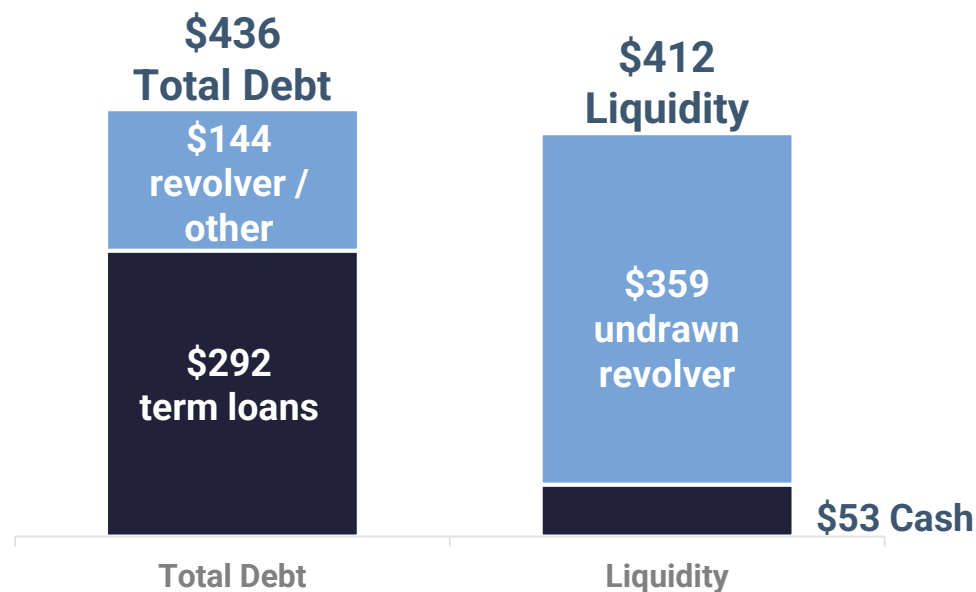 $436
Total Debt
$144
revolver /
other
$292
term loans
Total Debt
$412
Liquidity
$359
undrawn
revolver
$53 Cash
Liquidity